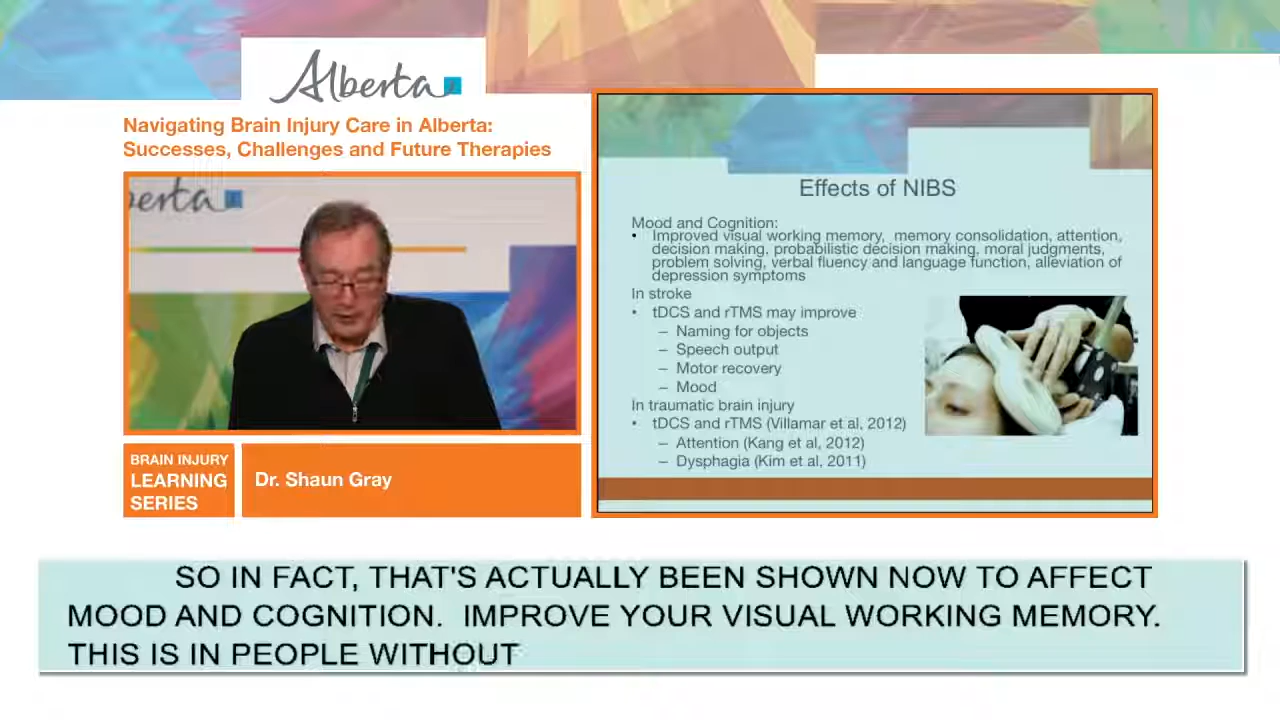 Alberta
Navigating Brain Injury Care in Alberta:
Successes, Challenges and Future Therapies
berta
BRAIN INJURY
LEARNING
SERIES
Dr. Shaun Gray
Effects of NIBS
Mood and Cognition:
• Improved visual working memory, memory consolidation, attention,
decision making, probabilistic decision making, moral judgments,
problem solving, verbal fluency and language function, alleviation of
depression symptoms
In stroke
• tDCS and rTMS may improve
– Naming for objects
– Speech output
– Motor recovery
– Mood
In traumatic brain injury
• tDCS and rTMS (Villamar et al, 2012)
– Attention (Kang et al, 2012)
– Dysphagia (Kim et al, 2011)
SO IN FACT, THAT'S ACTUALLY BEEN SHOWN NOW TO AFFECT
MOOD AND COGNITION. IMPROVE YOUR VISUAL WORKING MEMORY.
THIS IS IN PEOPLE WITHOUT